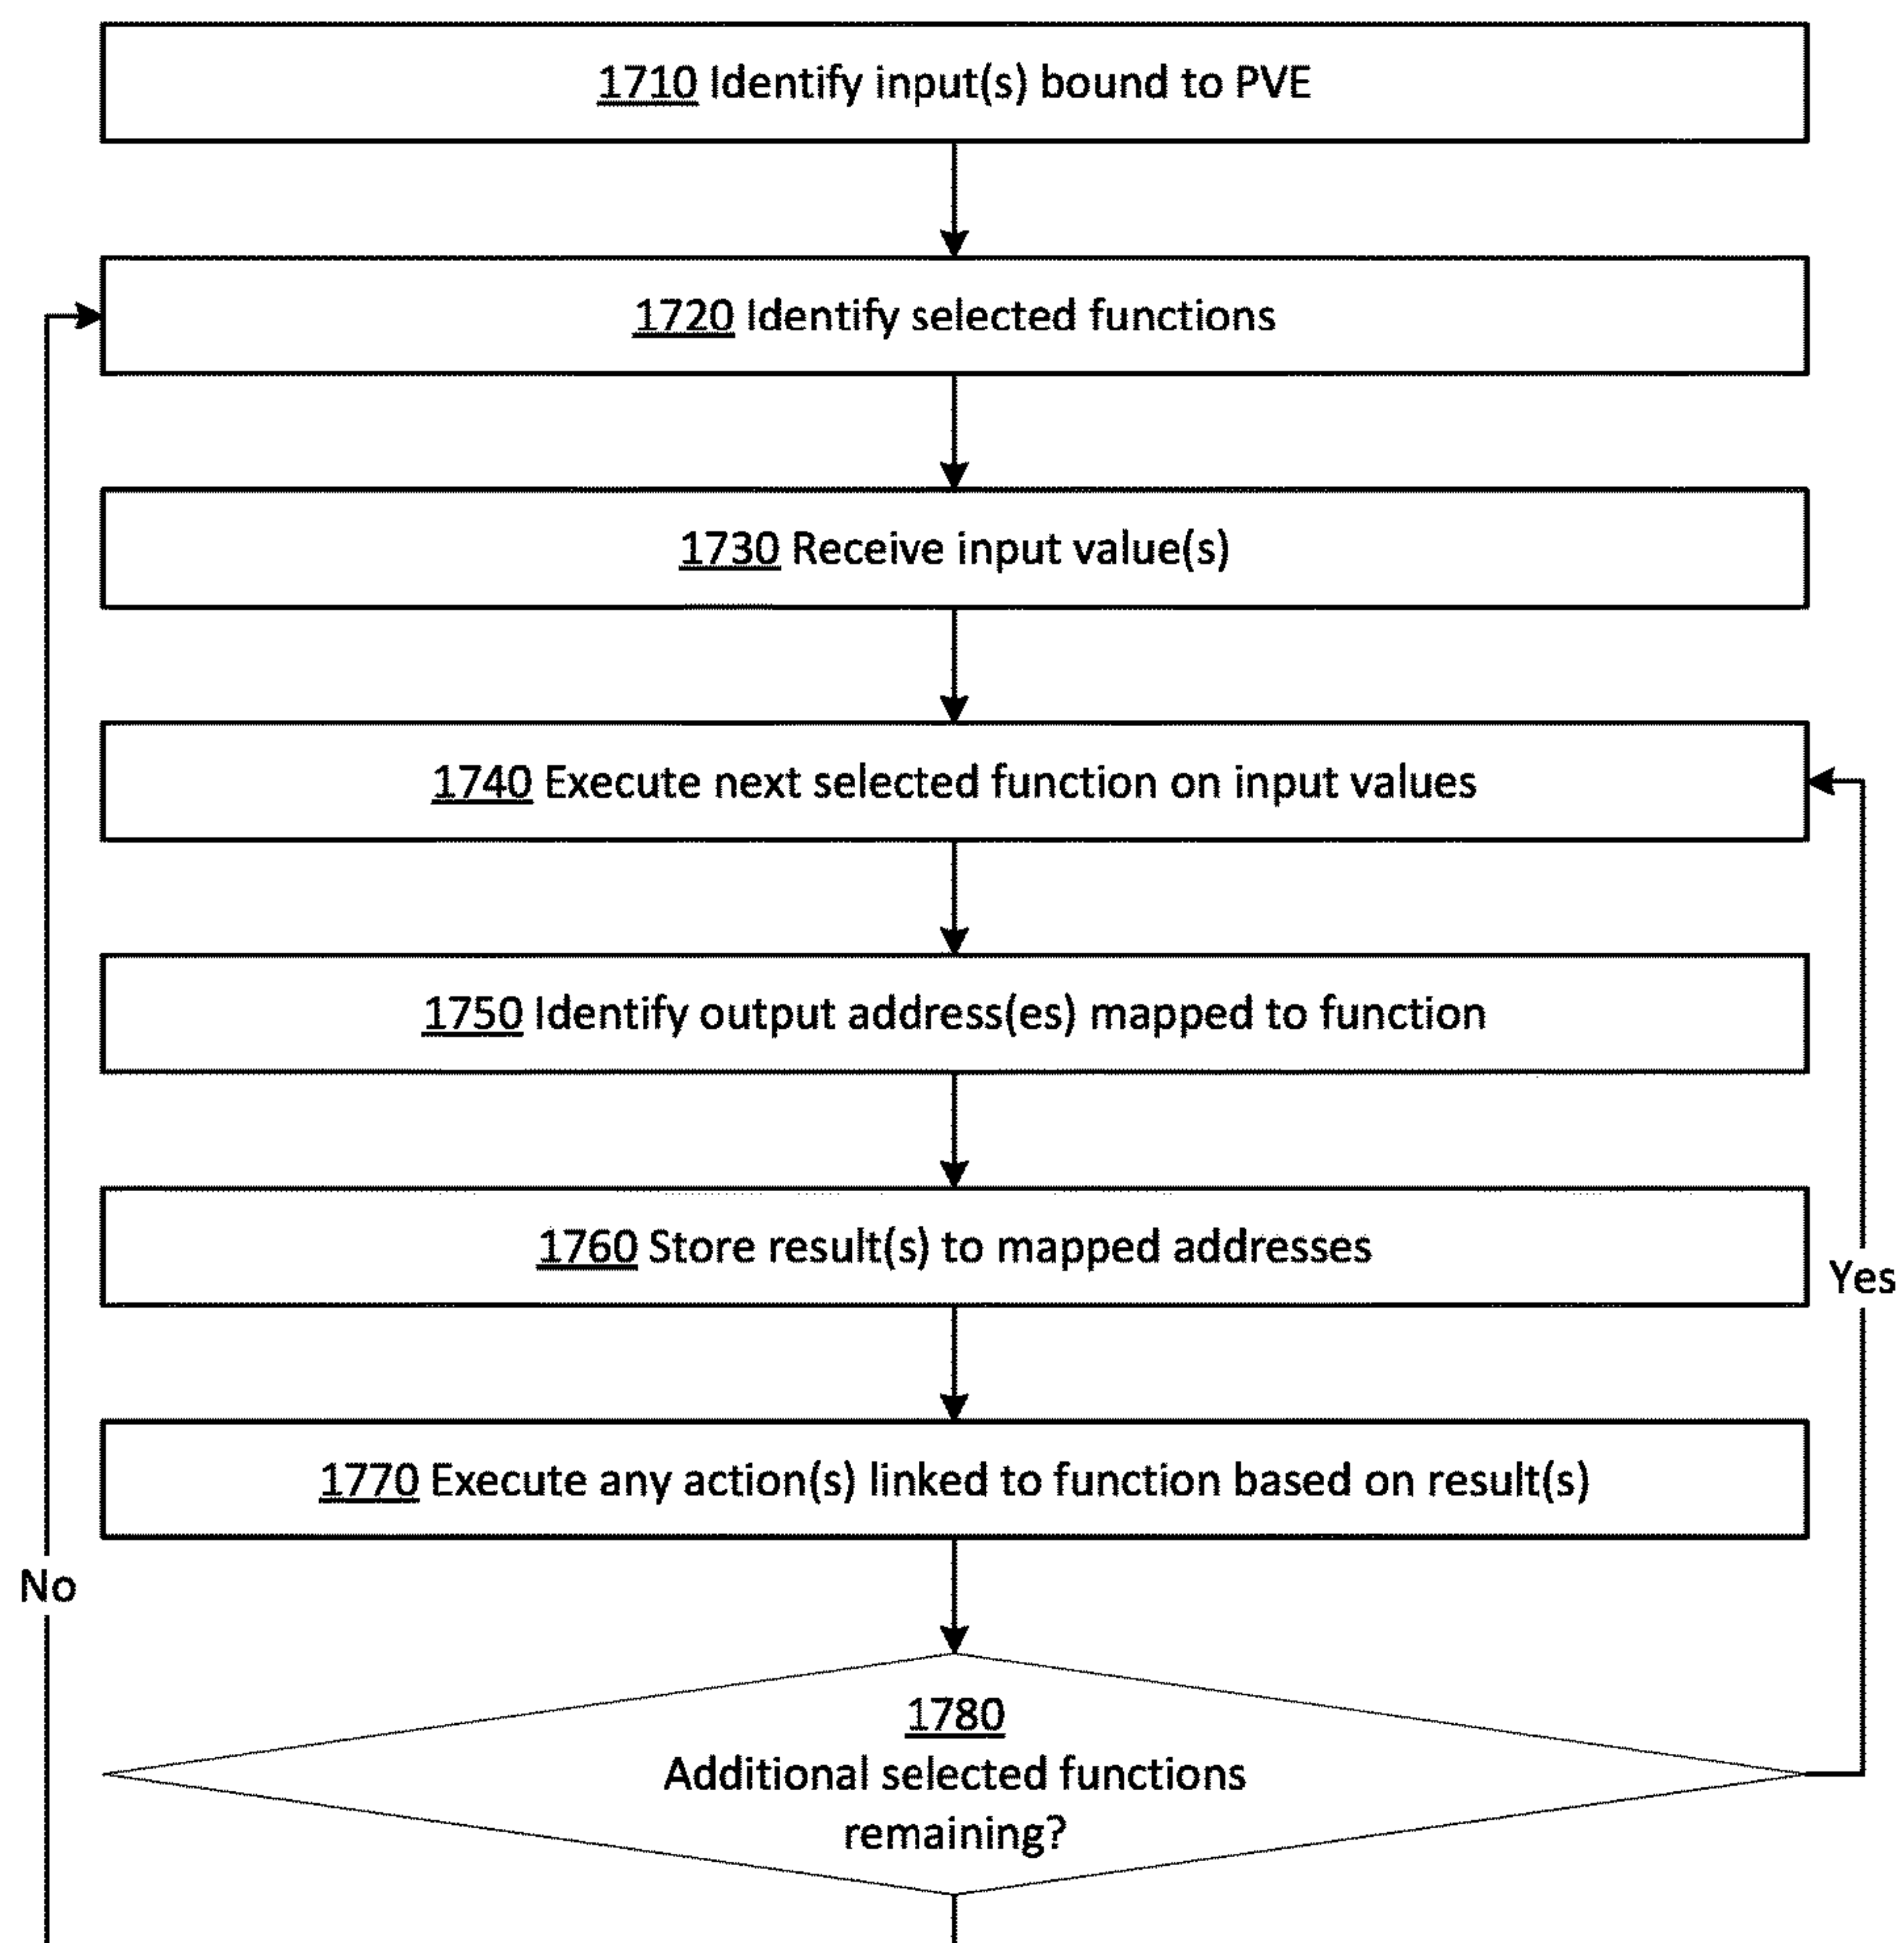 1710 Identify input(s) bound to PVE
1720 Identify selected functions
1730 Receive input value(s)
1740 Execute next selected function on input values
1750 Identify output address(es) mapped to function
1760 Store result(s) to mapped addresses
Yes
1770 Execute any action(s) linked to function based on result(s)
No
1780
Additional selected functions
remaining?